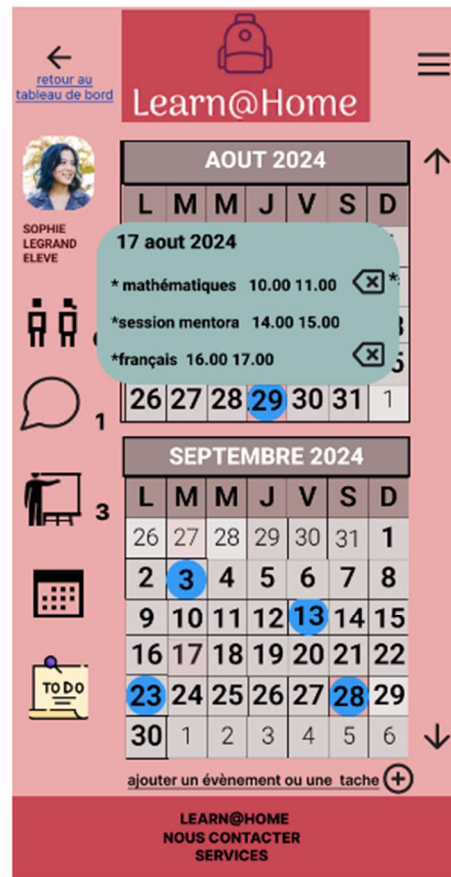 retour au
tableau de bord
Learn@Home
SOPHIE
LEGRAND
ELEVE
1
3
TO DO
AOUT 2024
L M M J V S D
17 aout 2024
* mathématiques 10.00 11.00
*session mentora 14.00 15.00
*français 16.00 17.00
26 27 28 29 30 31 1
SEPTEMBRE 2024
L M M J V S D
26 27 28 29 30 31 1
2 3 4 5 6 7 8
9 10 11 12 13 14 15
16 17 18 19 20 21 22
23 24 25 26 27 28 29
30 1 2 3 4 5 6
ajouter un évènement ou une tache
LEARN@HOME
NOUS CONTACTER
SERVICES